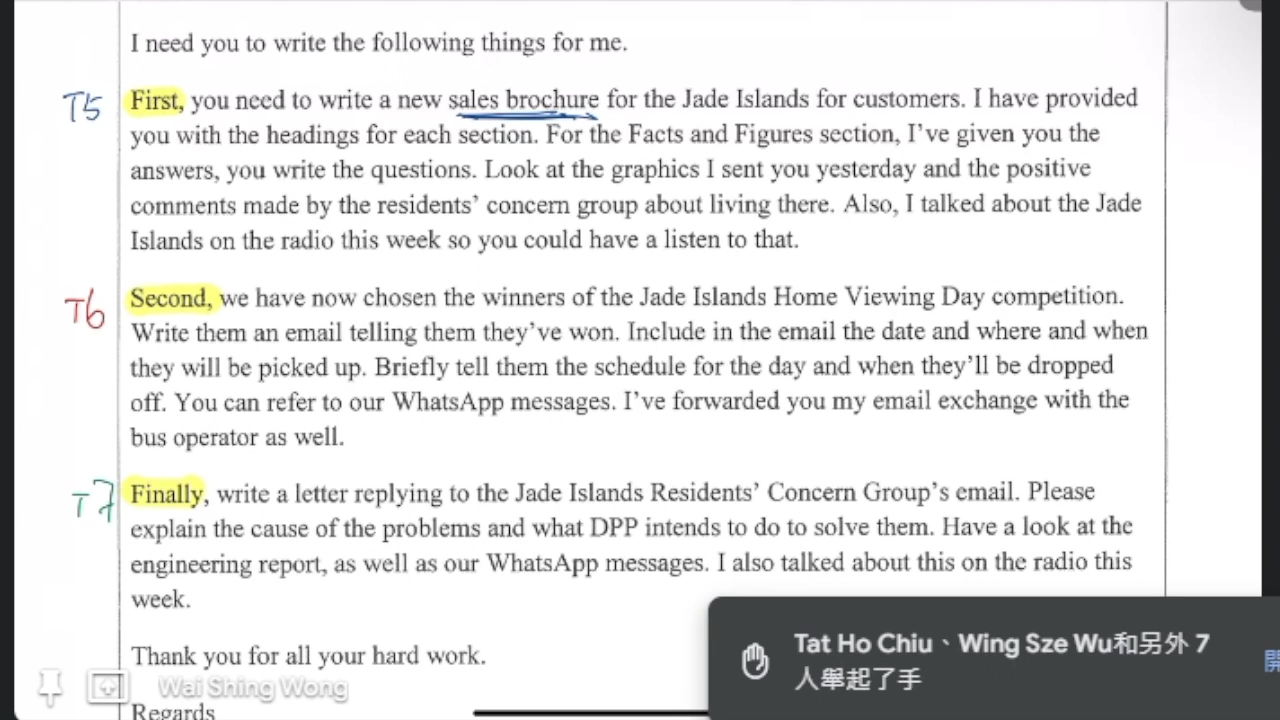 I need you to write the following things for me.
T5
First, you need to write a new sales brochure for the Jade Islands for customers. I have provided
you with the headings for each section. For the Facts and Figures section, I've given you the
answers, you write the questions. Look at the graphics I sent you yesterday and the positive
comments made by the residents' concern group about living there. Also, I talked about the Jade
Islands on the radio this week so you could have a listen to that.
T6
Second, we have now chosen the winners of the Jade Islands Home Viewing Day competition.
Write them an email telling them they've won. Include in the email the date and where and when
they will be picked up. Briefly tell them the schedule for the day and when they'll be dropped
off. You can refer to our WhatsApp messages. I've forwarded you my email exchange with the
bus operator as well.
T7
Finally, write a letter replying to the Jade Islands Residents' Concern Group's email. Please
explain the cause of the problems and what DPP intends to do to solve them. Have a look at the
engineering report, as well as our WhatsApp messages. I also talked about this on the radio this
week.
Thank you for all your hard work.
Regards
Wai Shing Wong
Tat Ho Chiu、Wing Sze Wu和另外 7
人舉起了手
開